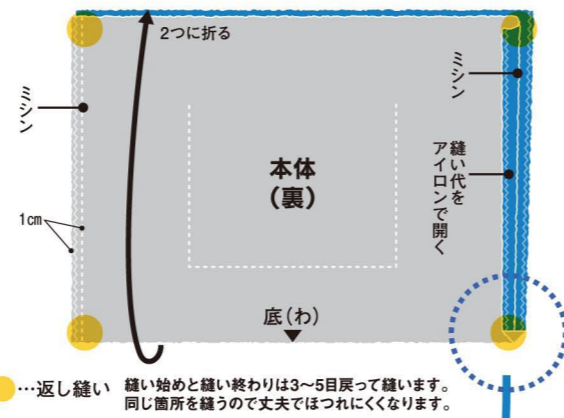 2つに折る
ミシン
ミシン
縫い代を
アイロンで開く
本体
(裏)
1cm
底(わ)
…返し縫い 縫い始めと縫い終わりは3〜5目戻って縫います。
同じ箇所を縫うので丈夫でほつれにくくなります。